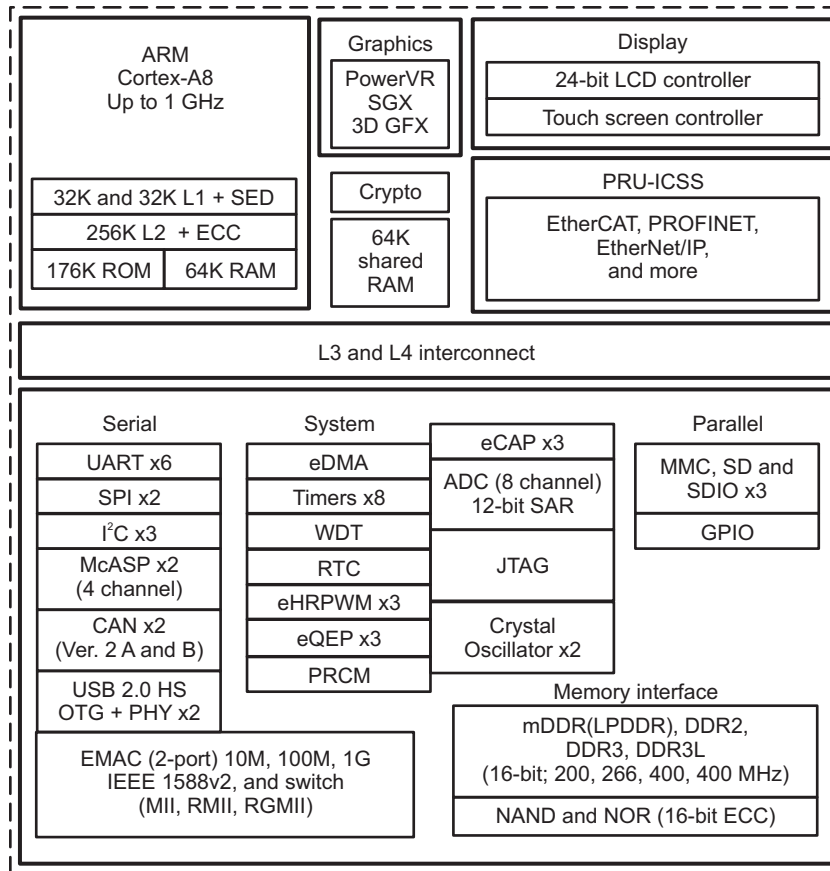 ARM
Cortex-A8
Up to 1 GHz
32K and 32K L1 + SED
256K L2 + ECC
176K ROM
64K RAM
Graphics
PowerVR
SGX
3D GFX
Crypto
64K
shared
RAM
Display
24-bit LCD controller
Touch screen controller
PRU-ICSS
EtherCAT, PROFINET,
EtherNet/IP,
and more
L3 and L4 interconnect
Serial
UART x6
SPI x2
I²C x3
McASP x2
(4 channel)
CAN x2
(Ver. 2 A and B)
USB 2.0 HS
OTG + PHY x2
EMAC (2-port) 10M, 100M, 1G
IEEE 1588v2, and switch
(MII, RMII, RGMII)
System
eDMA
Timers x8
WDT
RTC
eHRPWM x3
eQEP x3
PRCM
eCAP x3
ADC (8 channel)
12-bit SAR
JTAG
Crystal
Oscillator x2
Parallel
MMC, SD and
SDIO x3
GPIO
Memory interface
mDDR(LPDDR), DDR2,
DDR3, DDR3L
(16-bit; 200, 266, 400, 400 MHz)
NAND and NOR (16-bit ECC)